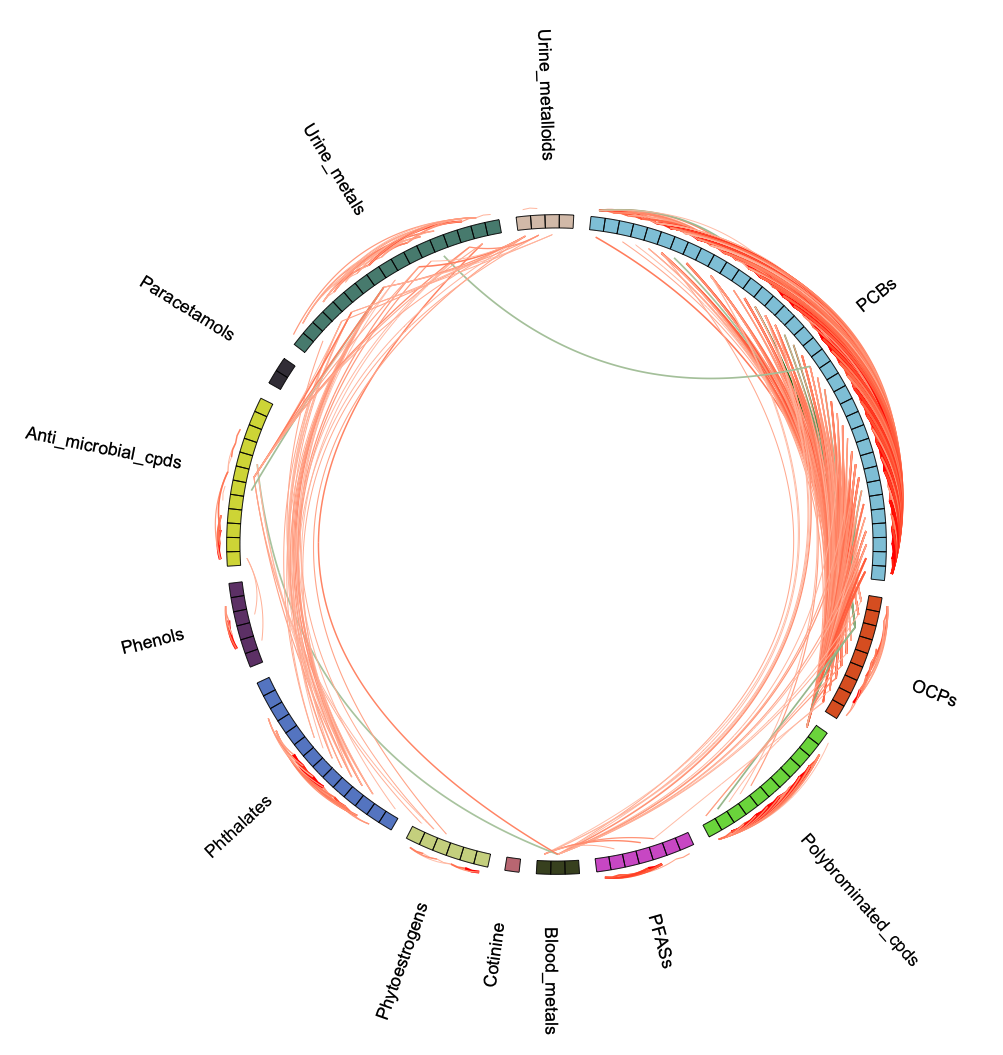 Urine_metalloids
Urine_metals
PCBs
Paracetamols
Anti_microbial_cpds
Phenols
OCPs
Phthalates
Polybrominated_cpds
Phytoestrogens
Cotinine
Blood_metals
PFASs